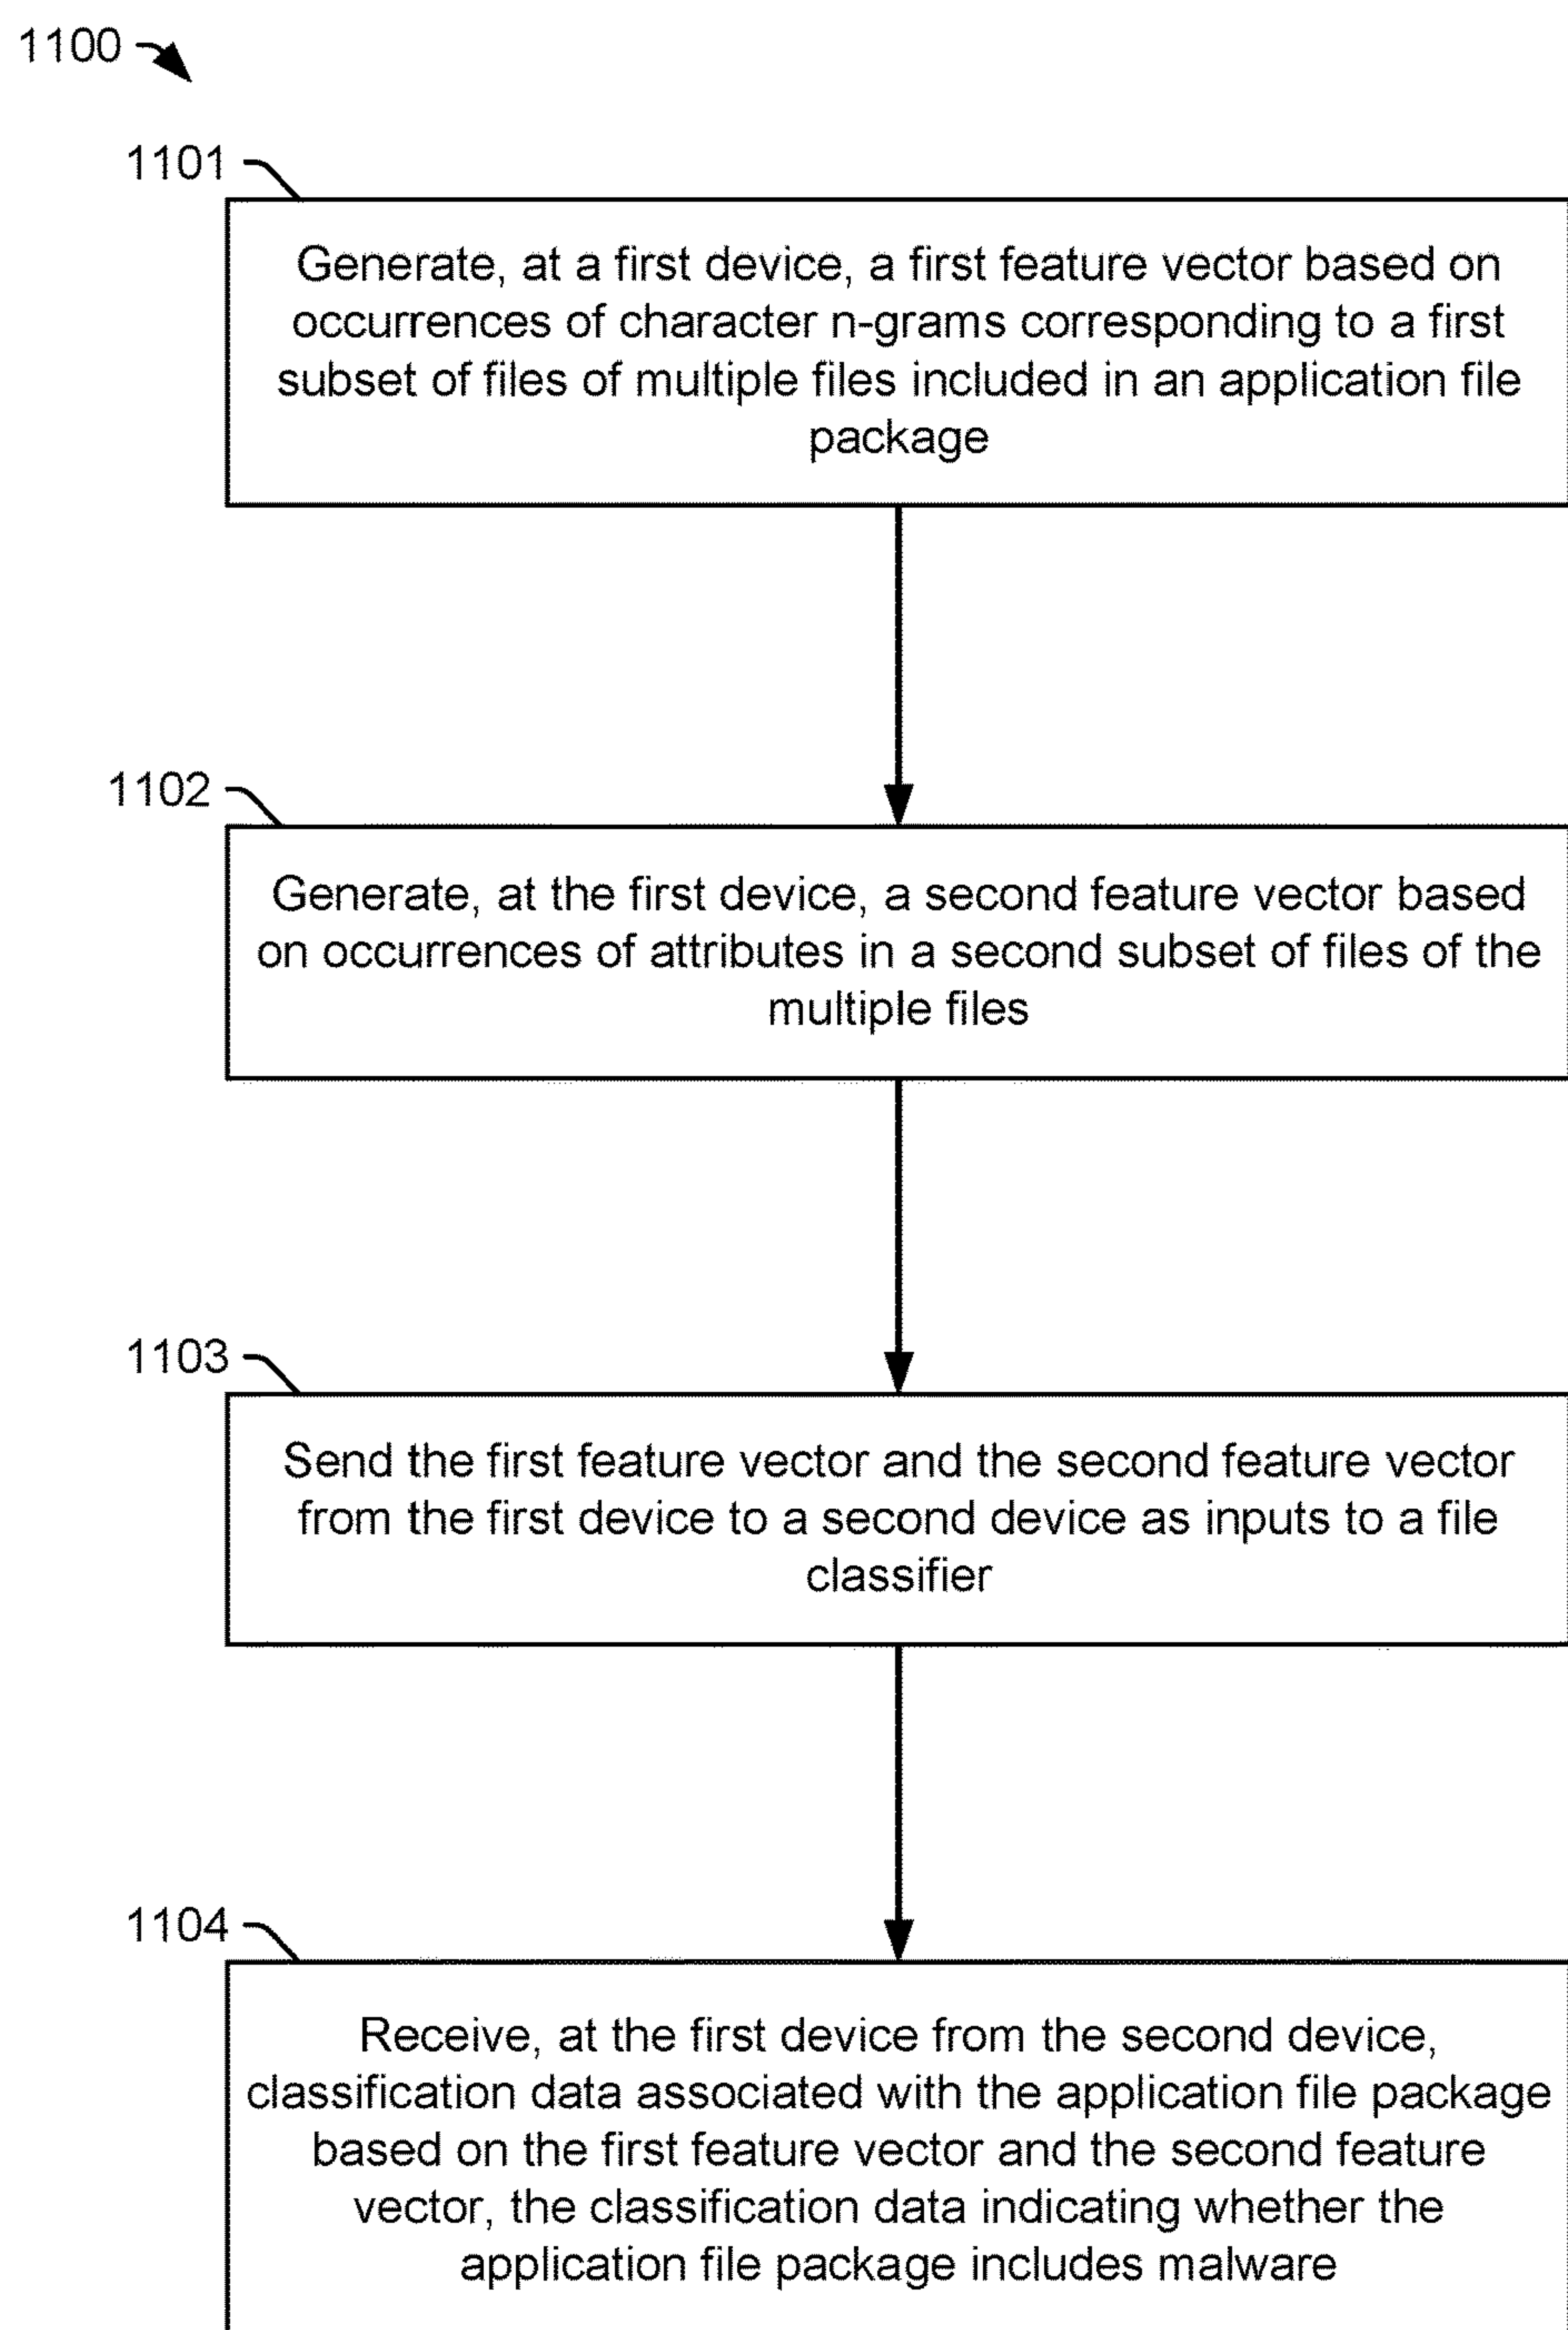 1100
1101
Generate, at a first device, a first feature vector based on
occurrences of character n-grams corresponding to a first
subset of files of multiple files included in an application file
package
1102
Generate, at the first device, a second feature vector based
on occurrences of attributes in a second subset of files of the
multiple files
1103
Send the first feature vector and the second feature vector
from the first device to a second device as inputs to a file
classifier
1104
Receive, at the first device from the second device,
classification data associated with the application file package
based on the first feature vector and the second feature
vector, the classification data indicating whether the
application file package includes malware